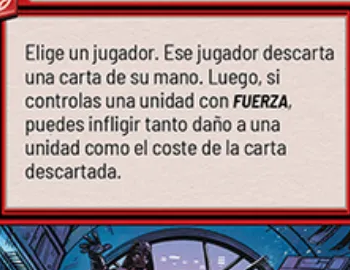 Elige un jugador. Ese jugador descarta
una carta de su mano. Luego, si
controlas una unidad con FUERZA,
puedes infligir tanto daño a una
unidad como el coste de la carta
descartada.